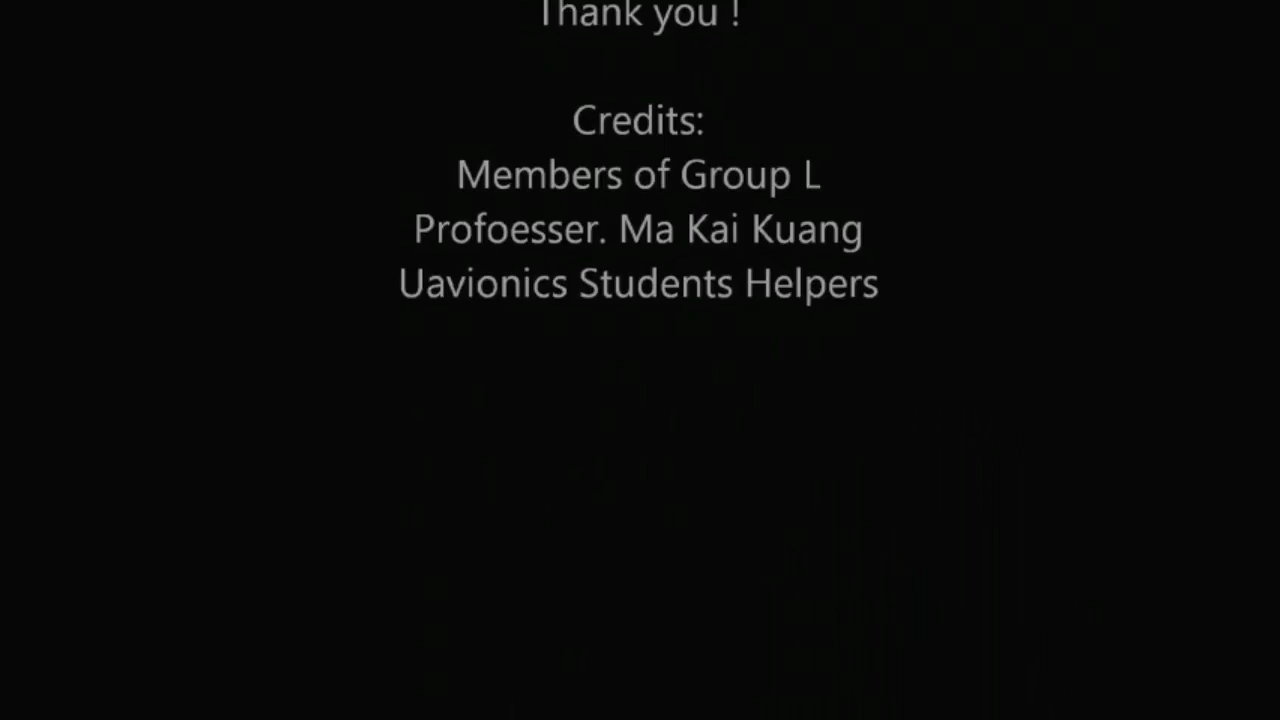 Thank you !
Credits:
Members of Group L
Profoesser. Ma Kai Kuang
Uavionics Students Helpers